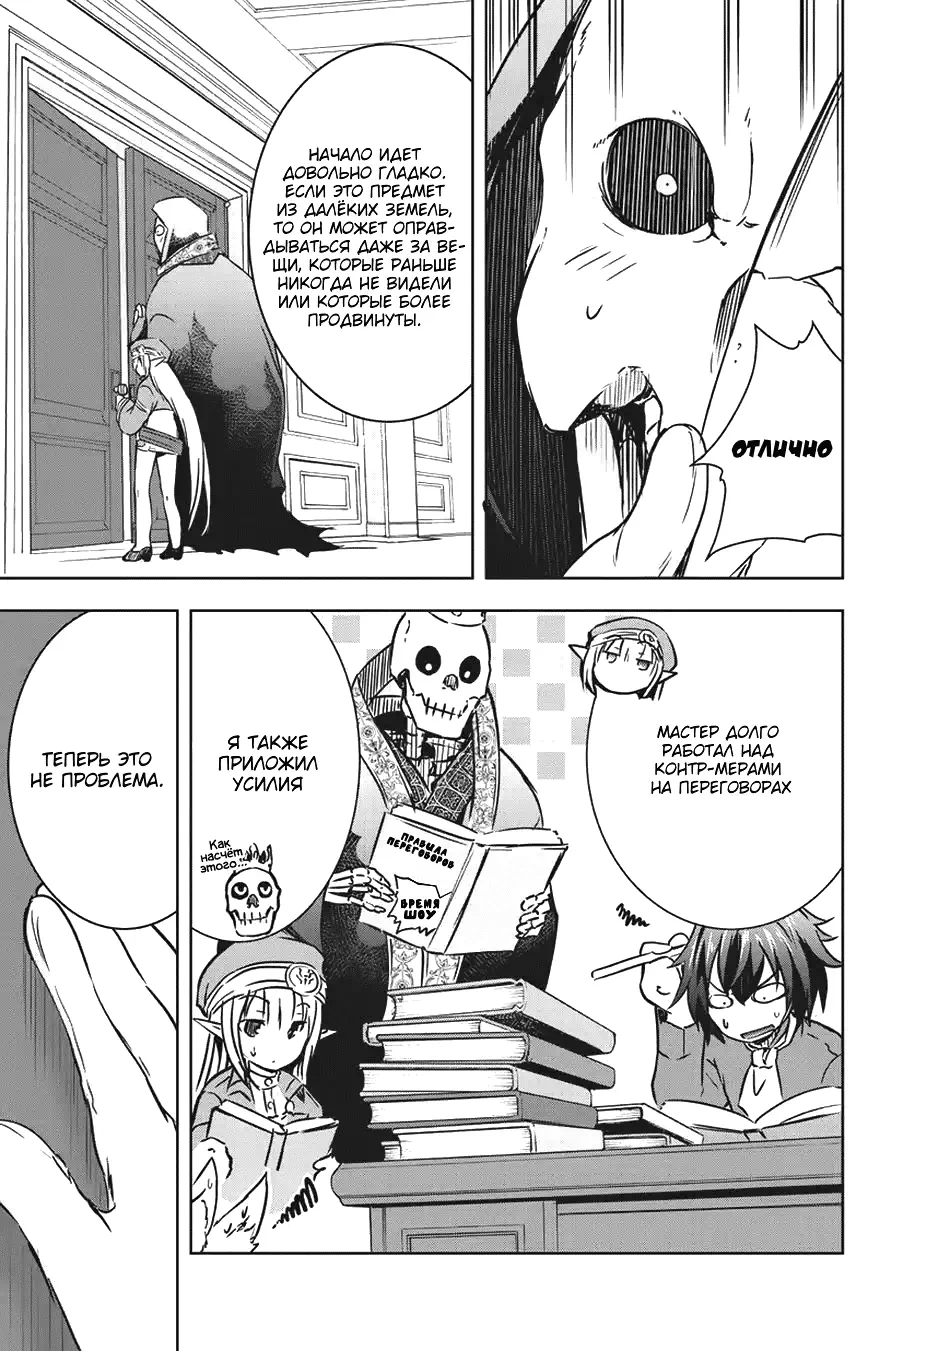 ОТЛИЧНО
НАЧАЛО ИДЕТ
ДОВОЛЬНО ГЛАДКО.
ЕСЛИ ЭТО ПРЕДМЕТ
ИЗ ДАЛЁКИХ ЗЕМЕЛЬ,
ТО ОН МОЖЕТ ОПРАВ-
ДЫВАТЬСЯ ДАЖЕ ЗА ВЕ-
ЩИ, КОТОРЫЕ РАНЬШЕ
НИКОГДА НЕ ВИДЕЛИ
ИЛИ КОТОРЫЕ БОЛЕЕ
ПРОДВИНУТЫ.
МАСТЕР ДОЛГО
РАБОТАЛ НАД
КОНТР-МЕРАМИ
НА ПЕРЕГОВОРАХ
ПРАВИЛА
ПЕРЕГОВОРОВ
ВРЕМЯ
ШОУ
Я ТАКЖЕ
ПРИЛОЖИЛ
УСИЛИЯ
Как
насчёт
этого...
ТЕПЕРЬ ЭТО
НЕ ПРОБЛЕМА.